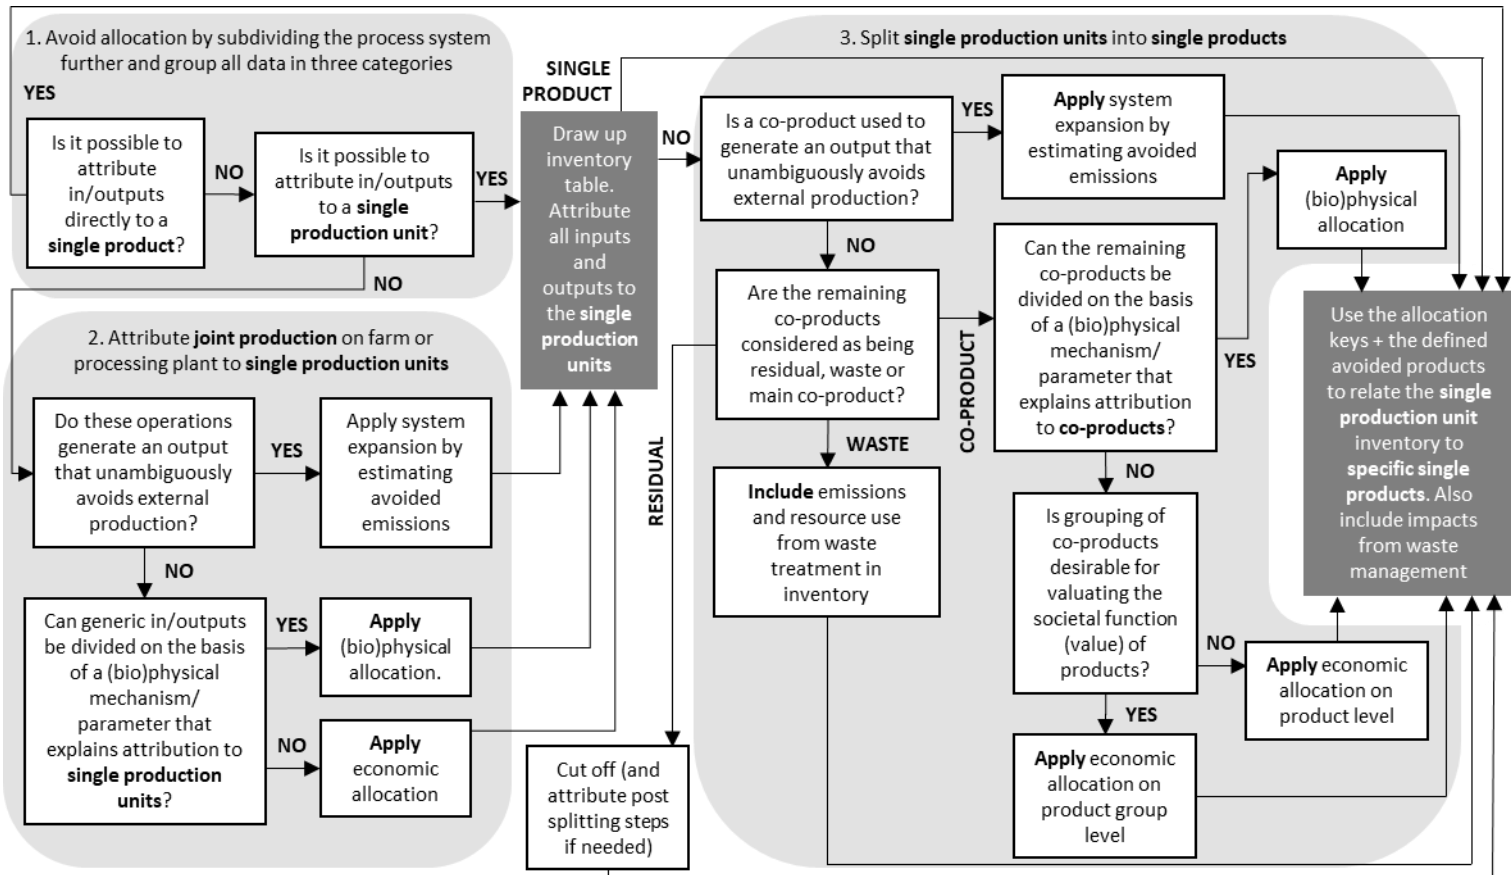 1. Avoid allocation by subdividing the process system
further and group all data in three categories
YES
Is it possible to
attribute
in/outputs
directly to a
single product?
NO
Is it possible to
attribute in/outputs
to a single
production unit?
YES
NO
2. Attribute joint production on farm or
processing plant to single production units
Do these operations
generate an output
that unambiguously
avoids external
production?
YES
Apply system
expansion by
estimating
avoided
emissions
NO
Can generic in/outputs
be divided on the basis
of a (bio)physical
mechanism/
parameter that
explains attribution to
single production
units?
YES
Apply
(bio)physical
allocation.
NO
Apply
economic
allocation
SINGLE
PRODUCT
Draw up
inventory
table.
Attribute
all inputs
and
outputs to
the single
production
units
NO
3. Split single production units into single products
Is a co-product used to
generate an output that
unambiguously avoids
external production?
YES
Apply system
expansion by
estimating avoided
emissions
NO
Are the remaining
co-products
considered as being
residual, waste or
main co-product?
RESIDUAL
Cut off (and
attribute post
splitting steps
if needed)
WASTE
Include emissions
and resource use
from waste
treatment in
inventory
CO-PRODUCT
Can the remaining
co-products be
divided on the basis
of a (bio)physical
mechanism/
parameter that
explains attribution
to co-products?
YES
Apply
(bio)physical
allocation
NO
Is grouping of
co-products
desirable for
valuating the
societal function
(value) of
products?
NO
Apply economic
allocation on
product level
YES
Apply economic
allocation on
product group
level
Use the allocation
keys + the defined
avoided products
to relate the single
production unit
inventory to
specific single
products. Also
include impacts
from waste
management